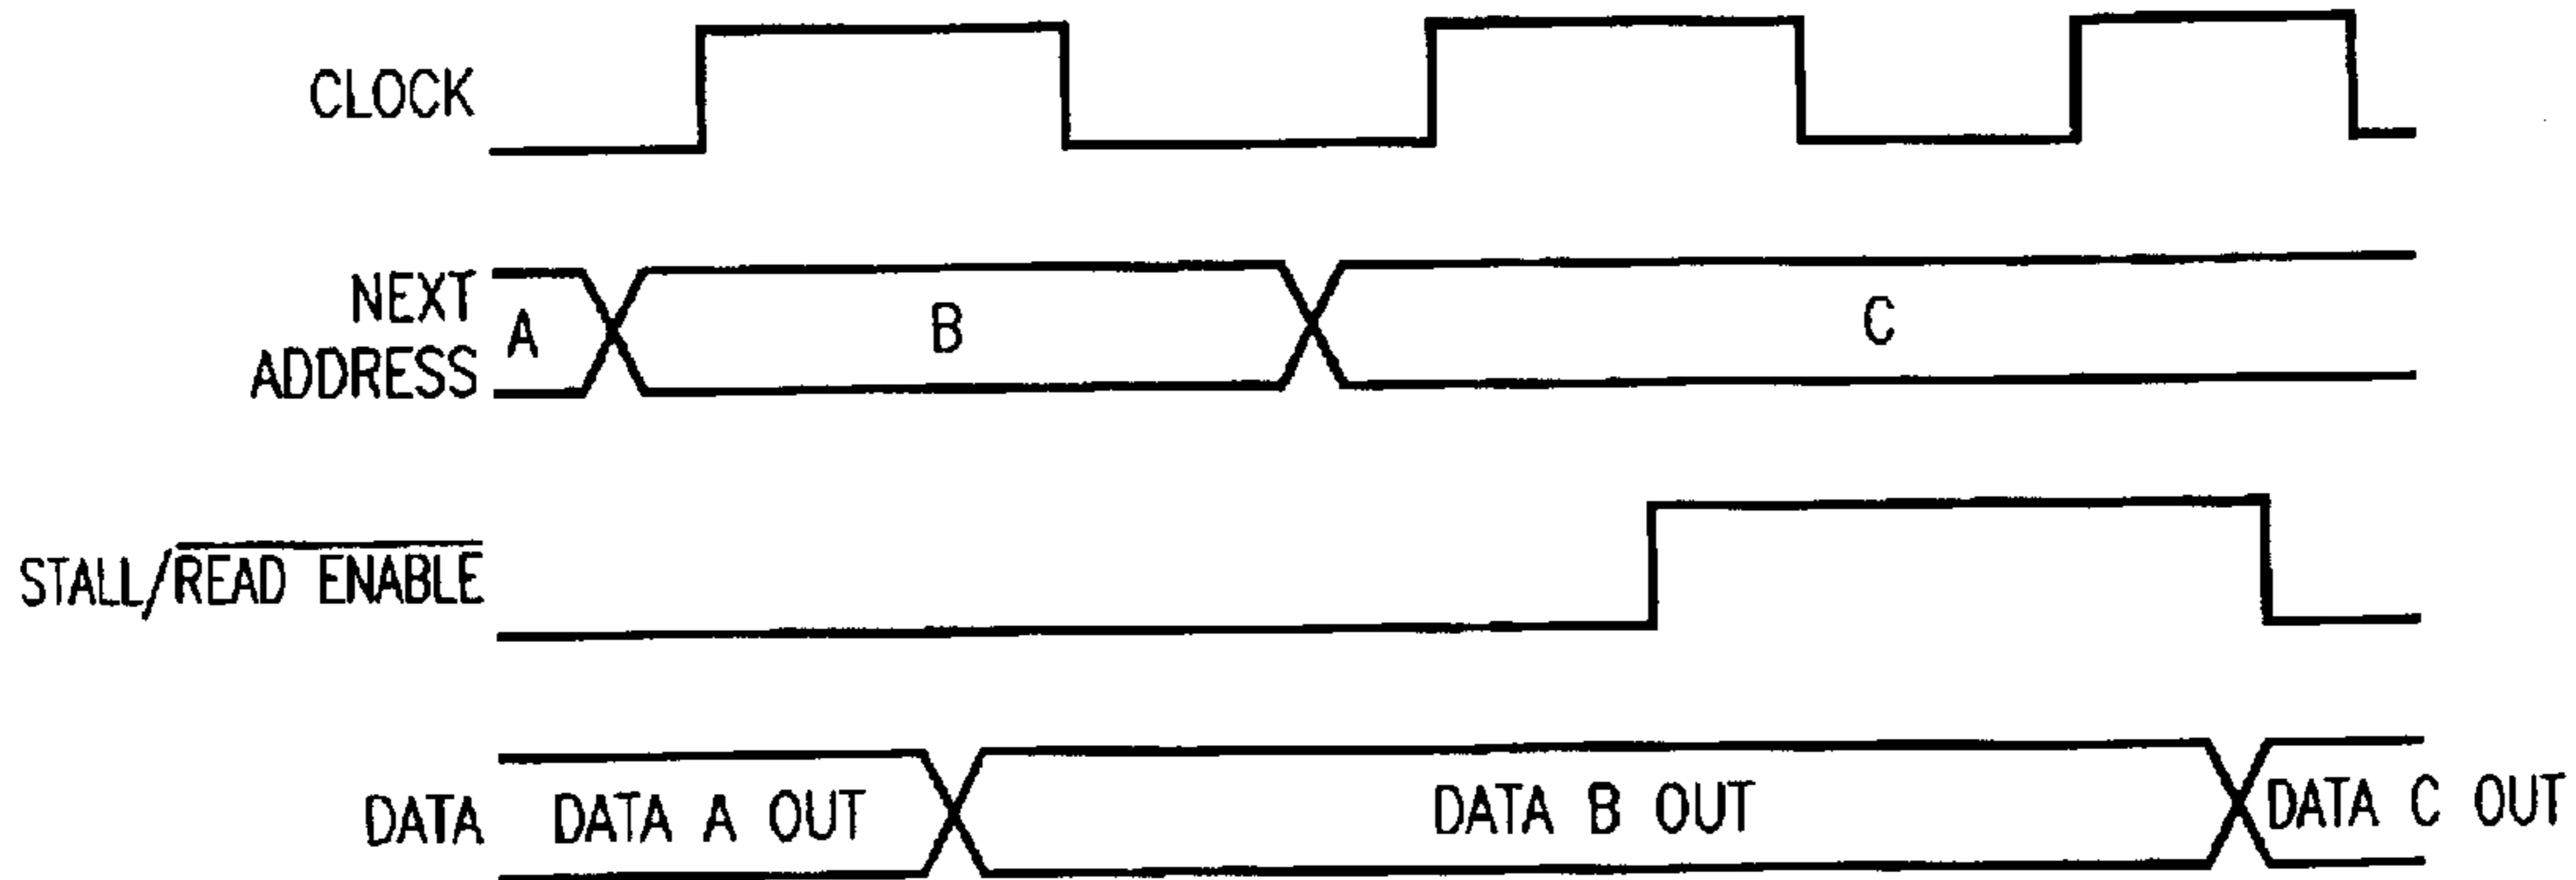 CLOCK
NEXT
ADDRESS
A
B
C
STALL/READ ENABLE
DATA
DATA A OUT
DATA B OUT
DATA C OUT